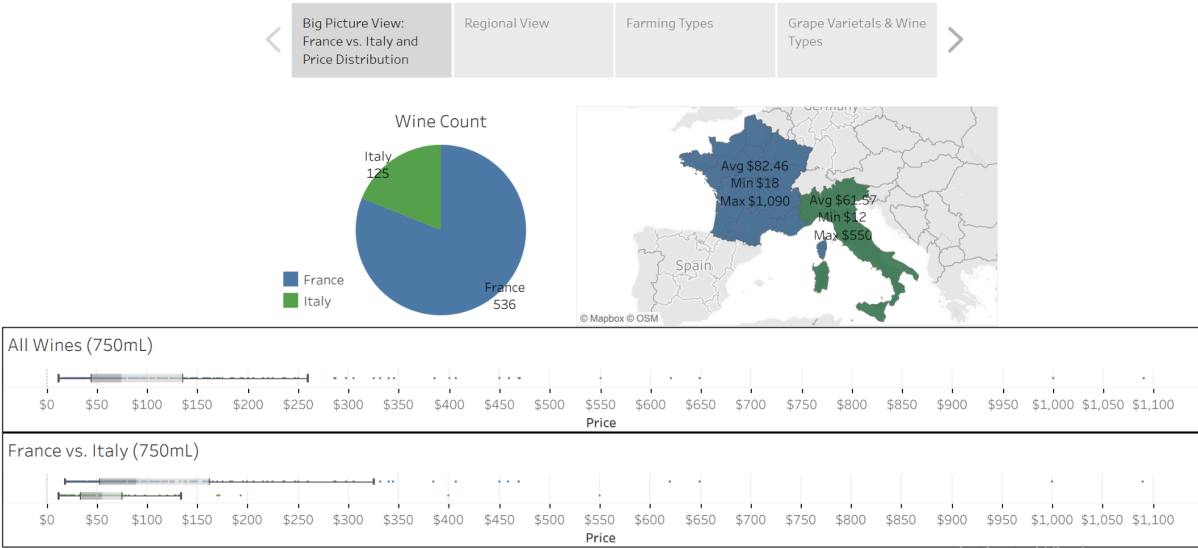 Big Picture View:
France vs. Italy and
Price Distribution
Regional View
Farming Types
Grape Varietals & Wine
Types
Wine Count
Italy
125
France
536
France
Italy
Germany
Avg $82.46
Min $18
Max $1,090
Avg $61.57
Min $12
Max $550
Spain
© Mapbox © OSM
All Wines (750mL)
$0 $50 $100 $150 $200 $250 $300 $350 $400 $450 $500 $550 $600 $650 $700 $750 $800 $850 $900 $950 $1,000 $1,050 $1,100
Price
France vs. Italy (750mL)
$0 $50 $100 $150 $200 $250 $300 $350 $400 $450 $500 $550 $600 $650 $700 $750 $800 $850 $900 $950 $1,000 $1,050 $1,100
Price